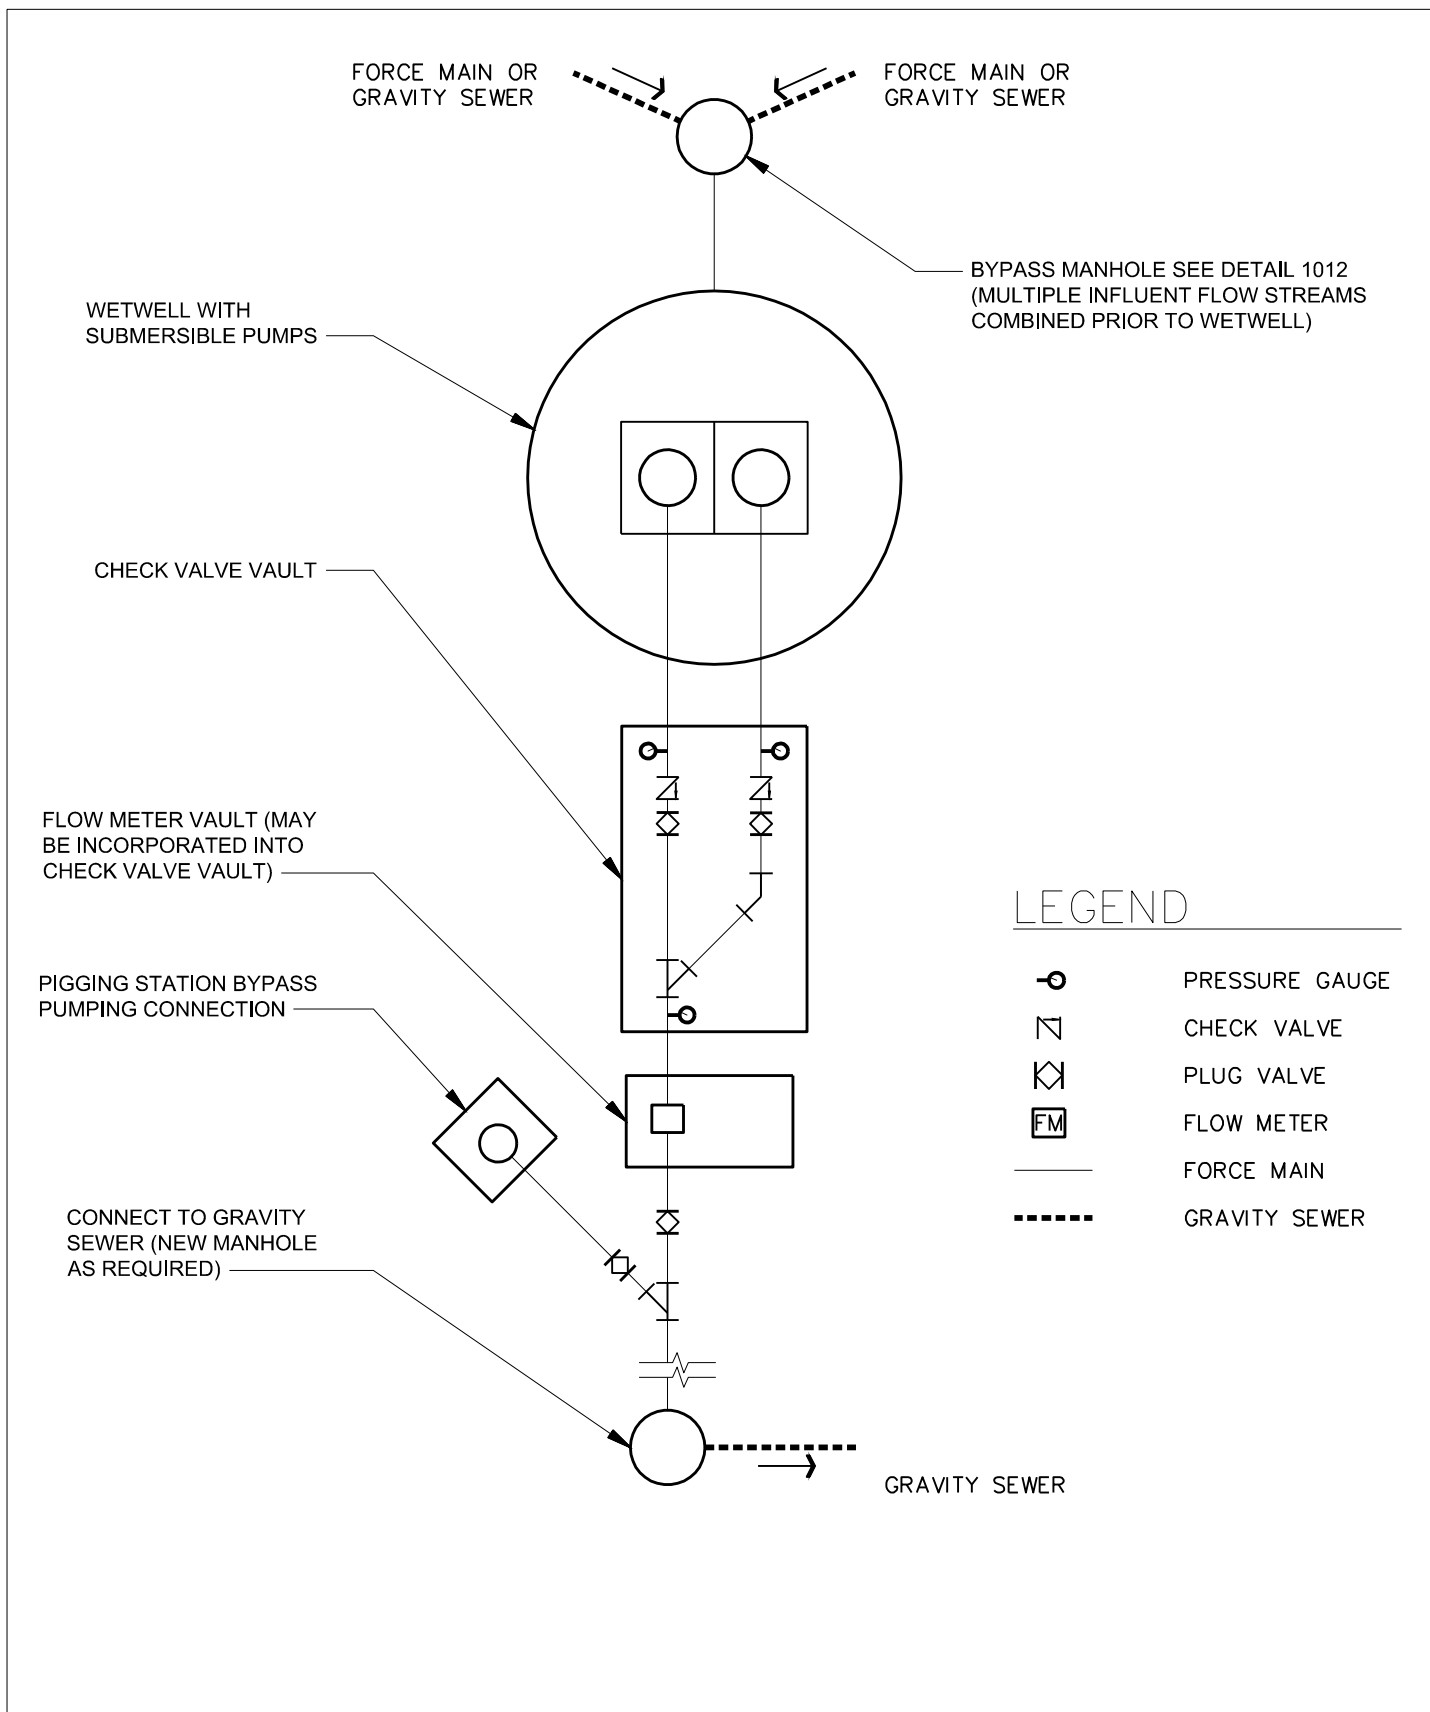 FORCE MAIN OR
GRAVITY SEWER
FORCE MAIN OR
GRAVITY SEWER
BYPASS MANHOLE SEE DETAIL 1012
(MULTIPLE INFLUENT FLOW STREAMS
COMBINED PRIOR TO WETWELL)
WETWELL WITH
SUBMERSIBLE PUMPS
CHECK VALVE VAULT
FLOW METER VAULT (MAY
BE INCORPORATED INTO
CHECK VALVE VAULT)
PIGGING STATION BYPASS
PUMPING CONNECTION
CONNECT TO GRAVITY
SEWER (NEW MANHOLE
AS REQUIRED)
GRAVITY SEWER
LEGEND
PRESSURE GAUGE
CHECK VALVE
PLUG VALVE
FM FLOW METER
FORCE MAIN
GRAVITY SEWER